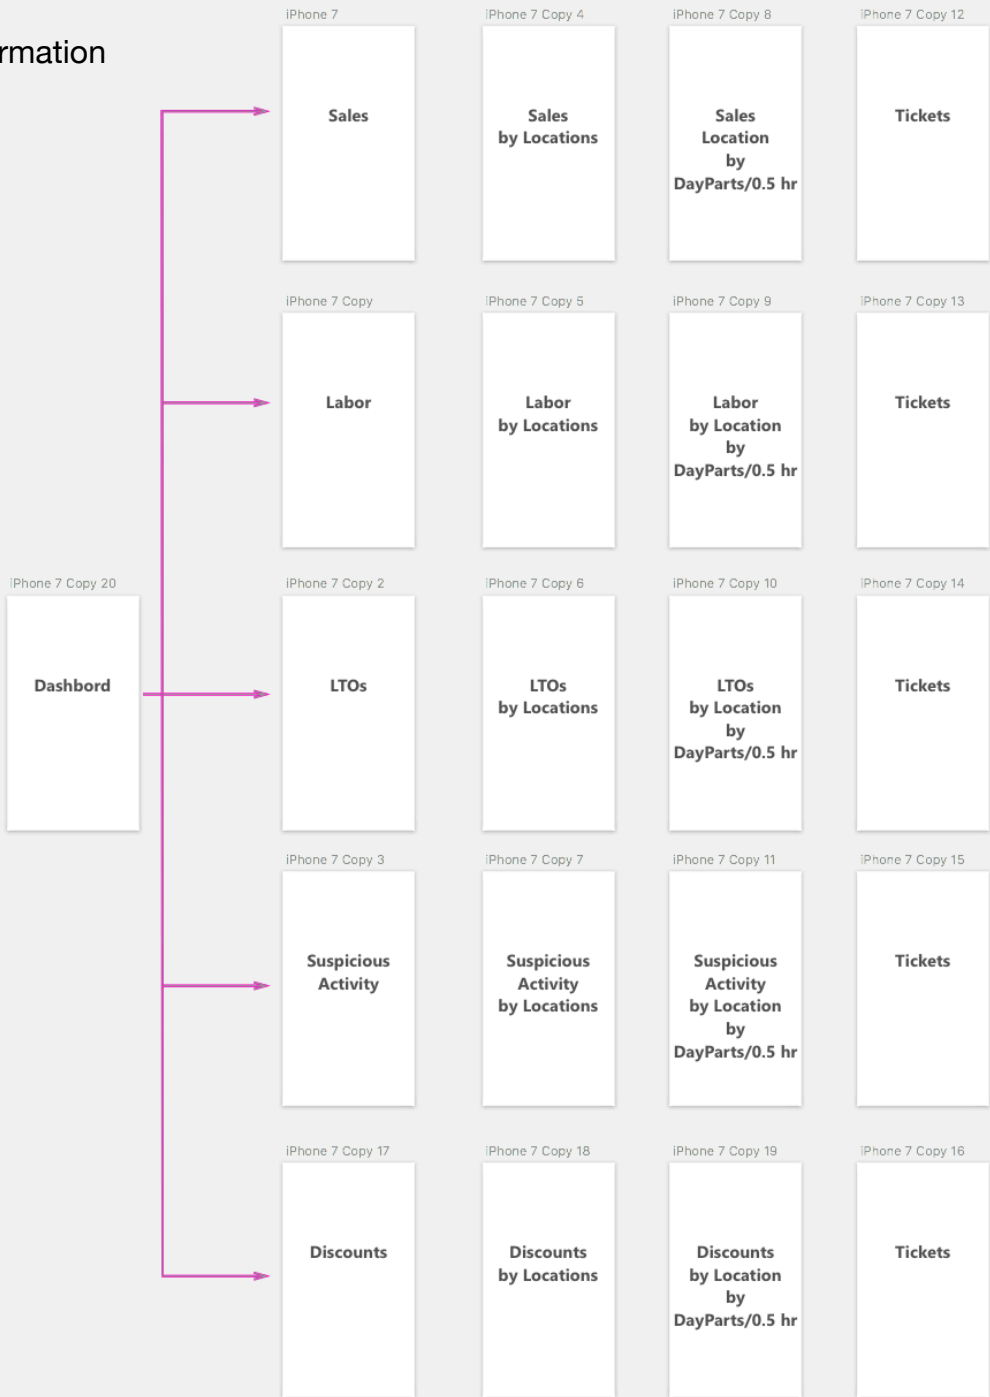 iPhone 7
iPhone 7 Copy 4
iPhone 7 Copy 8
iPhone 7 Copy 12
rmation
Sales
Sales
by Locations
Sales
Location
by
DayParts/0.5 hr
Tickets
iPhone 7 Copy
iPhone 7 Copy 5
iPhone 7 Copy 9
iPhone 7 Copy 13
Labor
Labor
by Locations
Labor
by Location
by
DayParts/0.5 hr
Tickets
iPhone 7 Copy 20
iPhone 7 Copy 2
iPhone 7 Copy 6
iPhone 7 Copy 10
iPhone 7 Copy 14
Dashbord
LTOs
LTOs
by Locations
LTOs
by Location
by
DayParts/0.5 hr
Tickets
iPhone 7 Copy 3
iPhone 7 Copy 7
iPhone 7 Copy 11
iPhone 7 Copy 15
Suspicious
Activity
Suspicious
Activity
by Locations
Suspicious
Activity
by Location
by
DayParts/0.5 hr
Tickets
iPhone 7 Copy 17
iPhone 7 Copy 18
iPhone 7 Copy 19
iPhone 7 Copy 16
Discounts
Discounts
by Locations
Discounts
by Location
by
DayParts/0.5 hr
Tickets